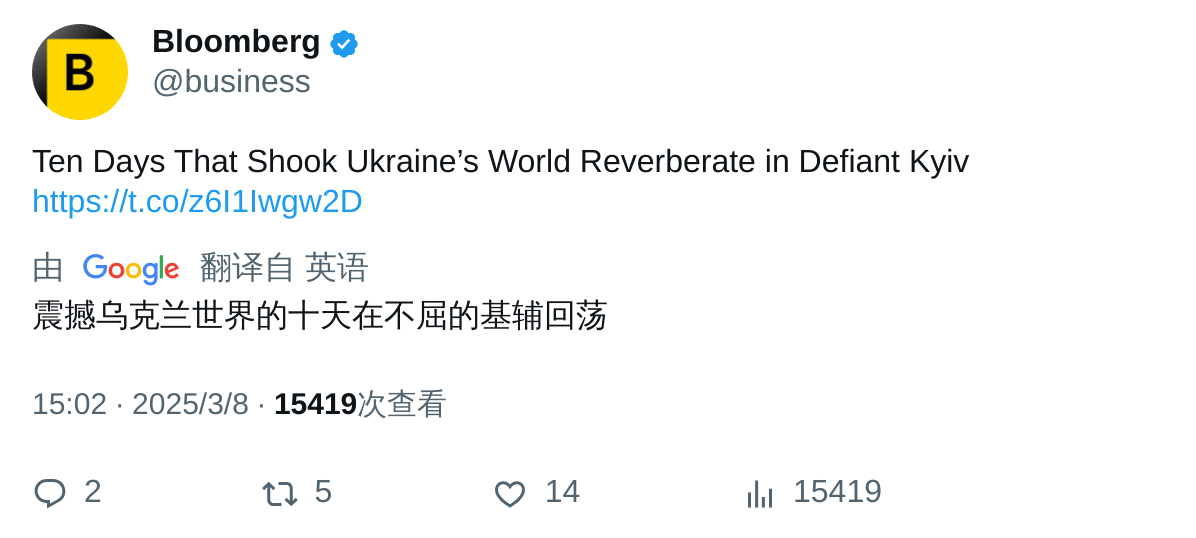 B
Bloomberg
@business
Ten Days That Shook Ukraine’s World Reverberate in Defiant Kyiv
https://t.co/z6I1Iwgw2D
由 Google 翻译自 英语
震撼乌克兰世界的十天在不屈的基辅回荡
15:02 · 2025/3/8 · 15419次查看
2 5 14 15419